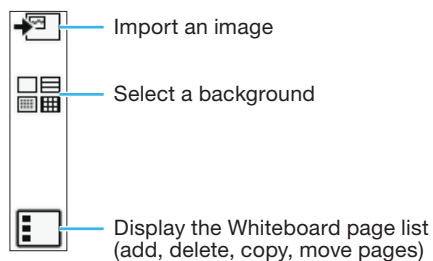 Import an image
Select a background
Display the Whiteboard page list
(add, delete, copy, move pages)